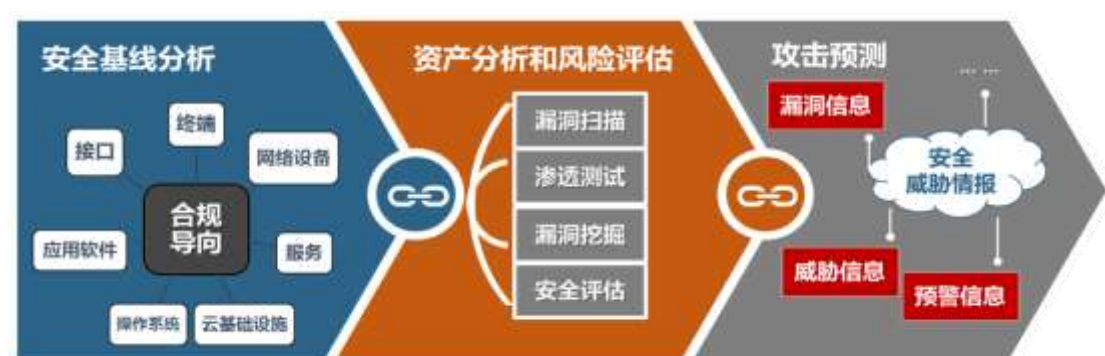 安全基线分析
终端
接口
网络设备
合规
导向
应用软件
服务
操作系统
云基础设施
资产分析和风险评估
漏洞扫描
渗透测试
漏洞挖掘
安全评估
攻击预测
... ...
漏洞信息
安全
威胁情报
威胁信息
预警信息